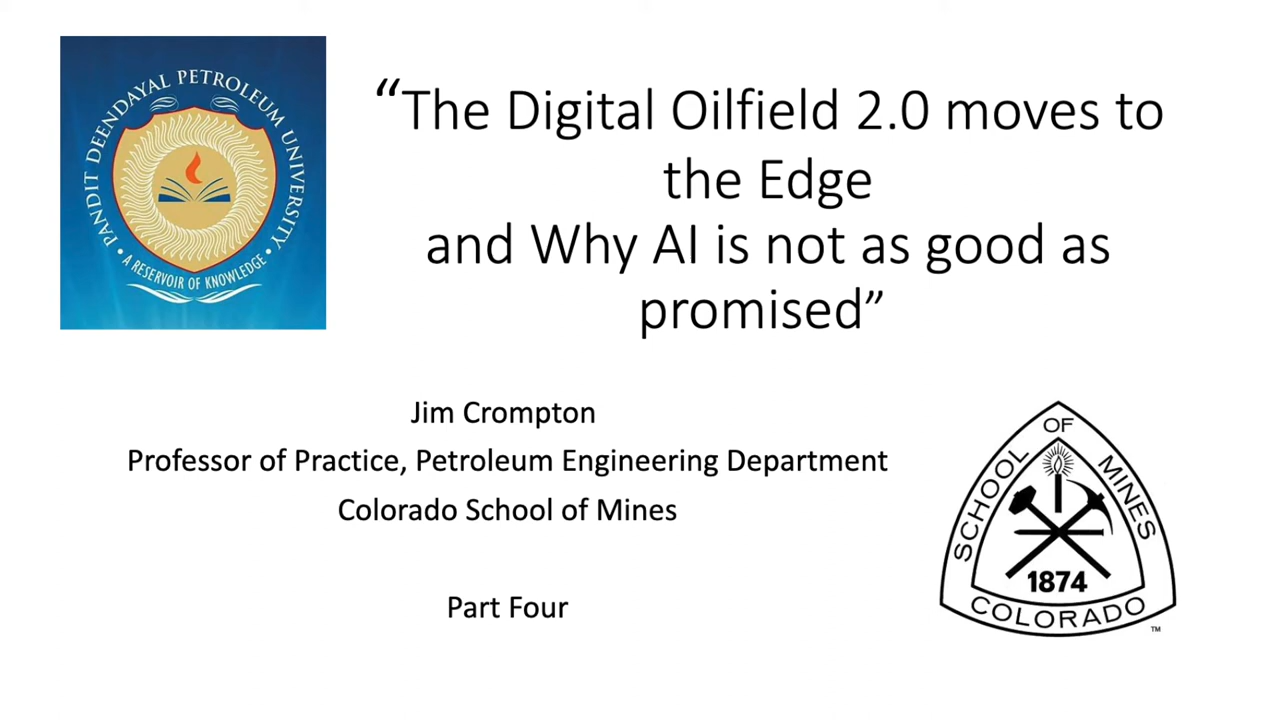 PANDIT DEENDAYAL PETROLEUM UNIVERSITY
• A RESERVOIR OF KNOWLEDGE •
“The Digital Oilfield 2.0 moves to
the Edge
and Why AI is not as good as
promised”
Jim Crompton
Professor of Practice, Petroleum Engineering Department
Colorado School of Mines
Part Four
SCHOOL OF MINES
1874
COLORADO
TM